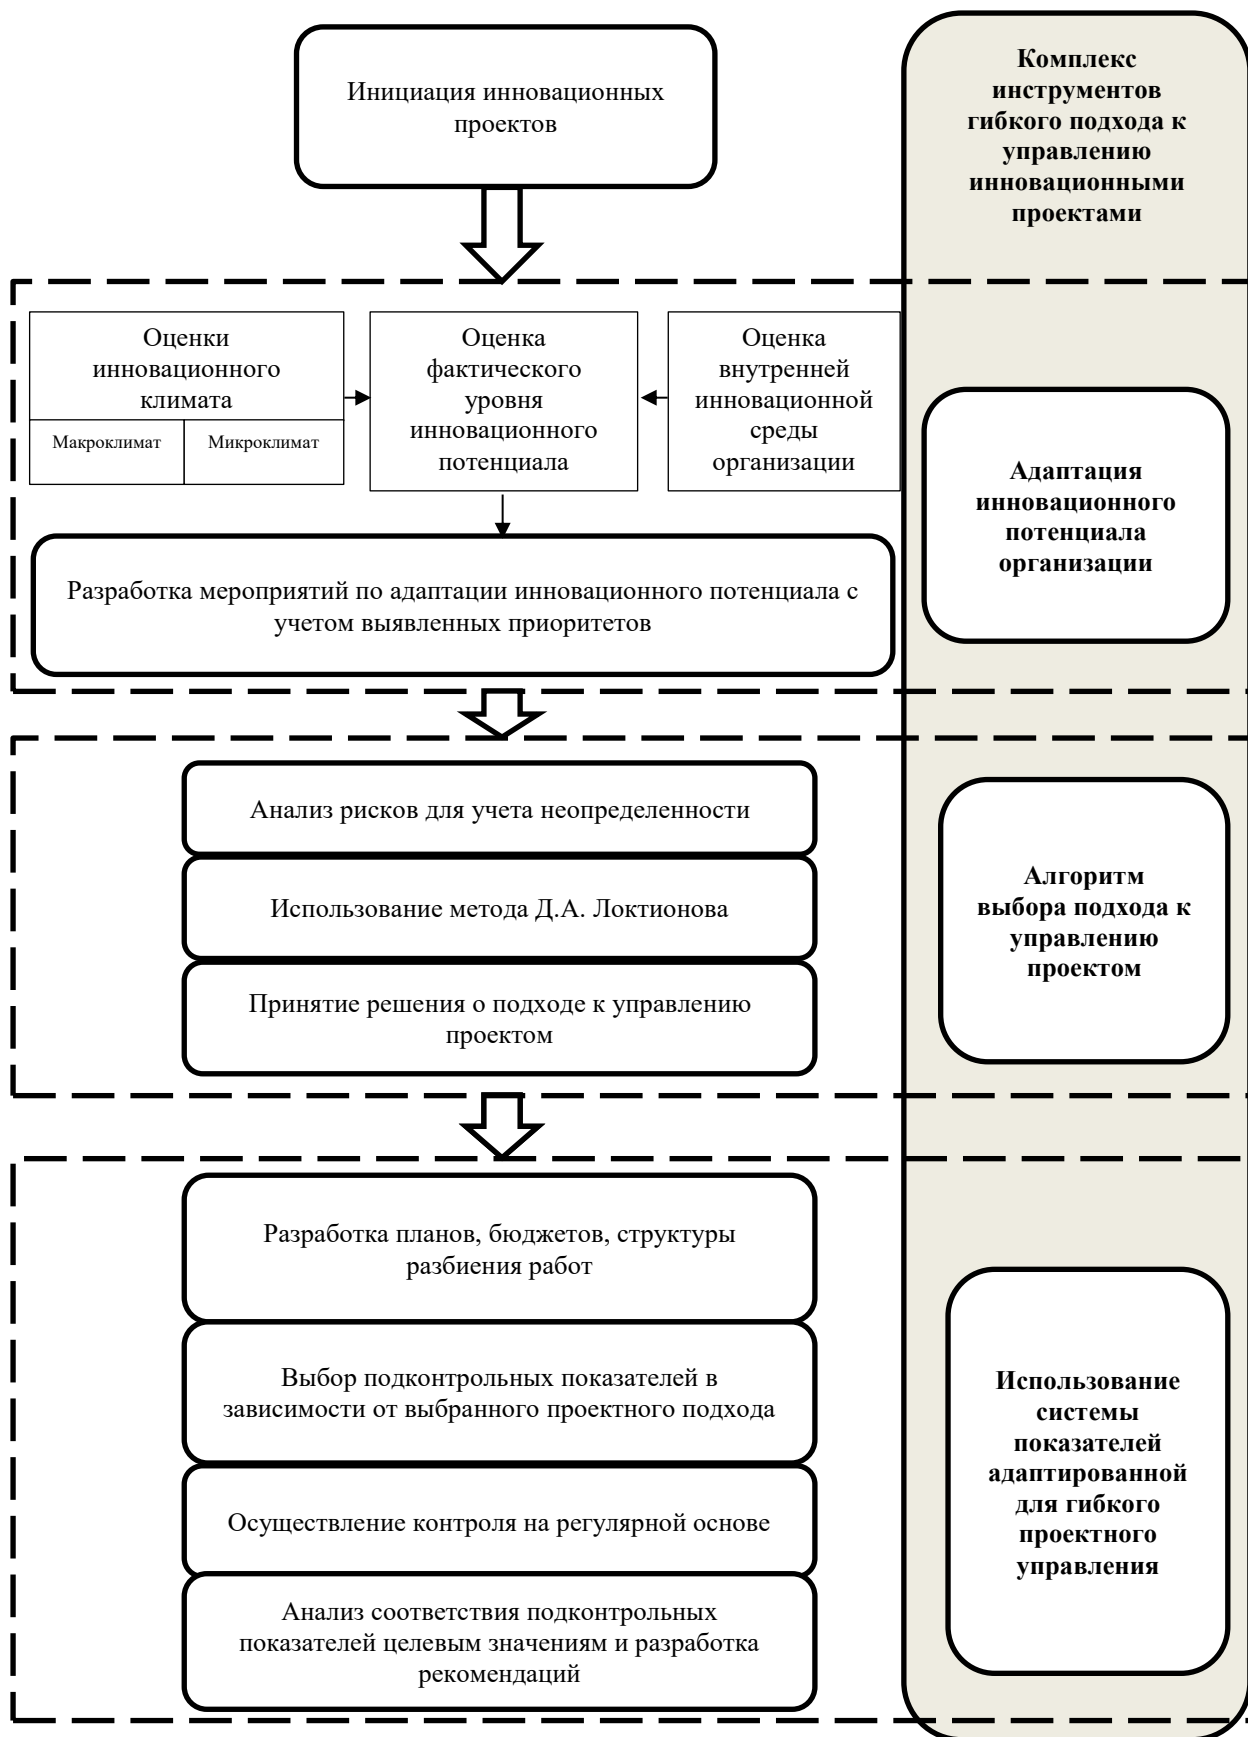 Инициация инновационных
проектов
Комплекс
инструментов
гибкого подхода к
управлению
инновационными
проектами
Оценки
инновационного
климата
Макроклимат
Микроклимат
Оценка
фактического
уровня
инновационного
потенциала
Оценка
внутренней
инновационной
среды
организации
Разработка мероприятий по адаптации инновационного потенциала с
учетом выявленных приоритетов
Адаптация
инновационного
потенциала
организации
Анализ рисков для учета неопределенности
Использование метода Д.А. Локтионова
Принятие решения о подходе к управлению
проектом
Алгоритм
выбора подхода к
управлению
проектом
Разработка планов, бюджетов, структуры
разбиения работ
Выбор подконтрольных показателей в
зависимости от выбранного проектного подхода
Осуществление контроля на регулярной основе
Анализ соответствия подконтрольных
показателей целевым значениям и разработка
рекомендаций
Использование
системы
показателей
адаптированной
для гибкого
проектного
управления